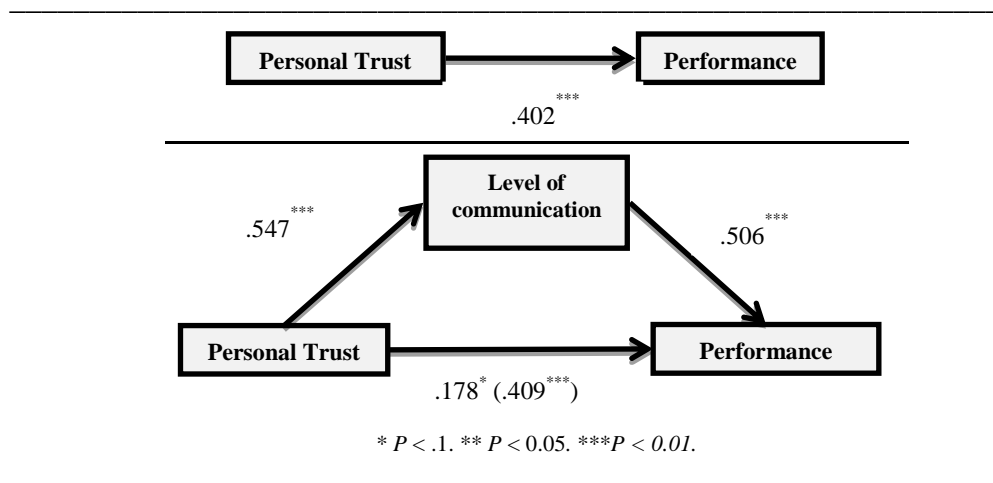 Personal Trust
Performance
.402***
Level of
communication
.547***
.506***
Personal Trust
Performance
.178* (.409***)
* P < .1. ** P < 0.05. ***P < 0.01.